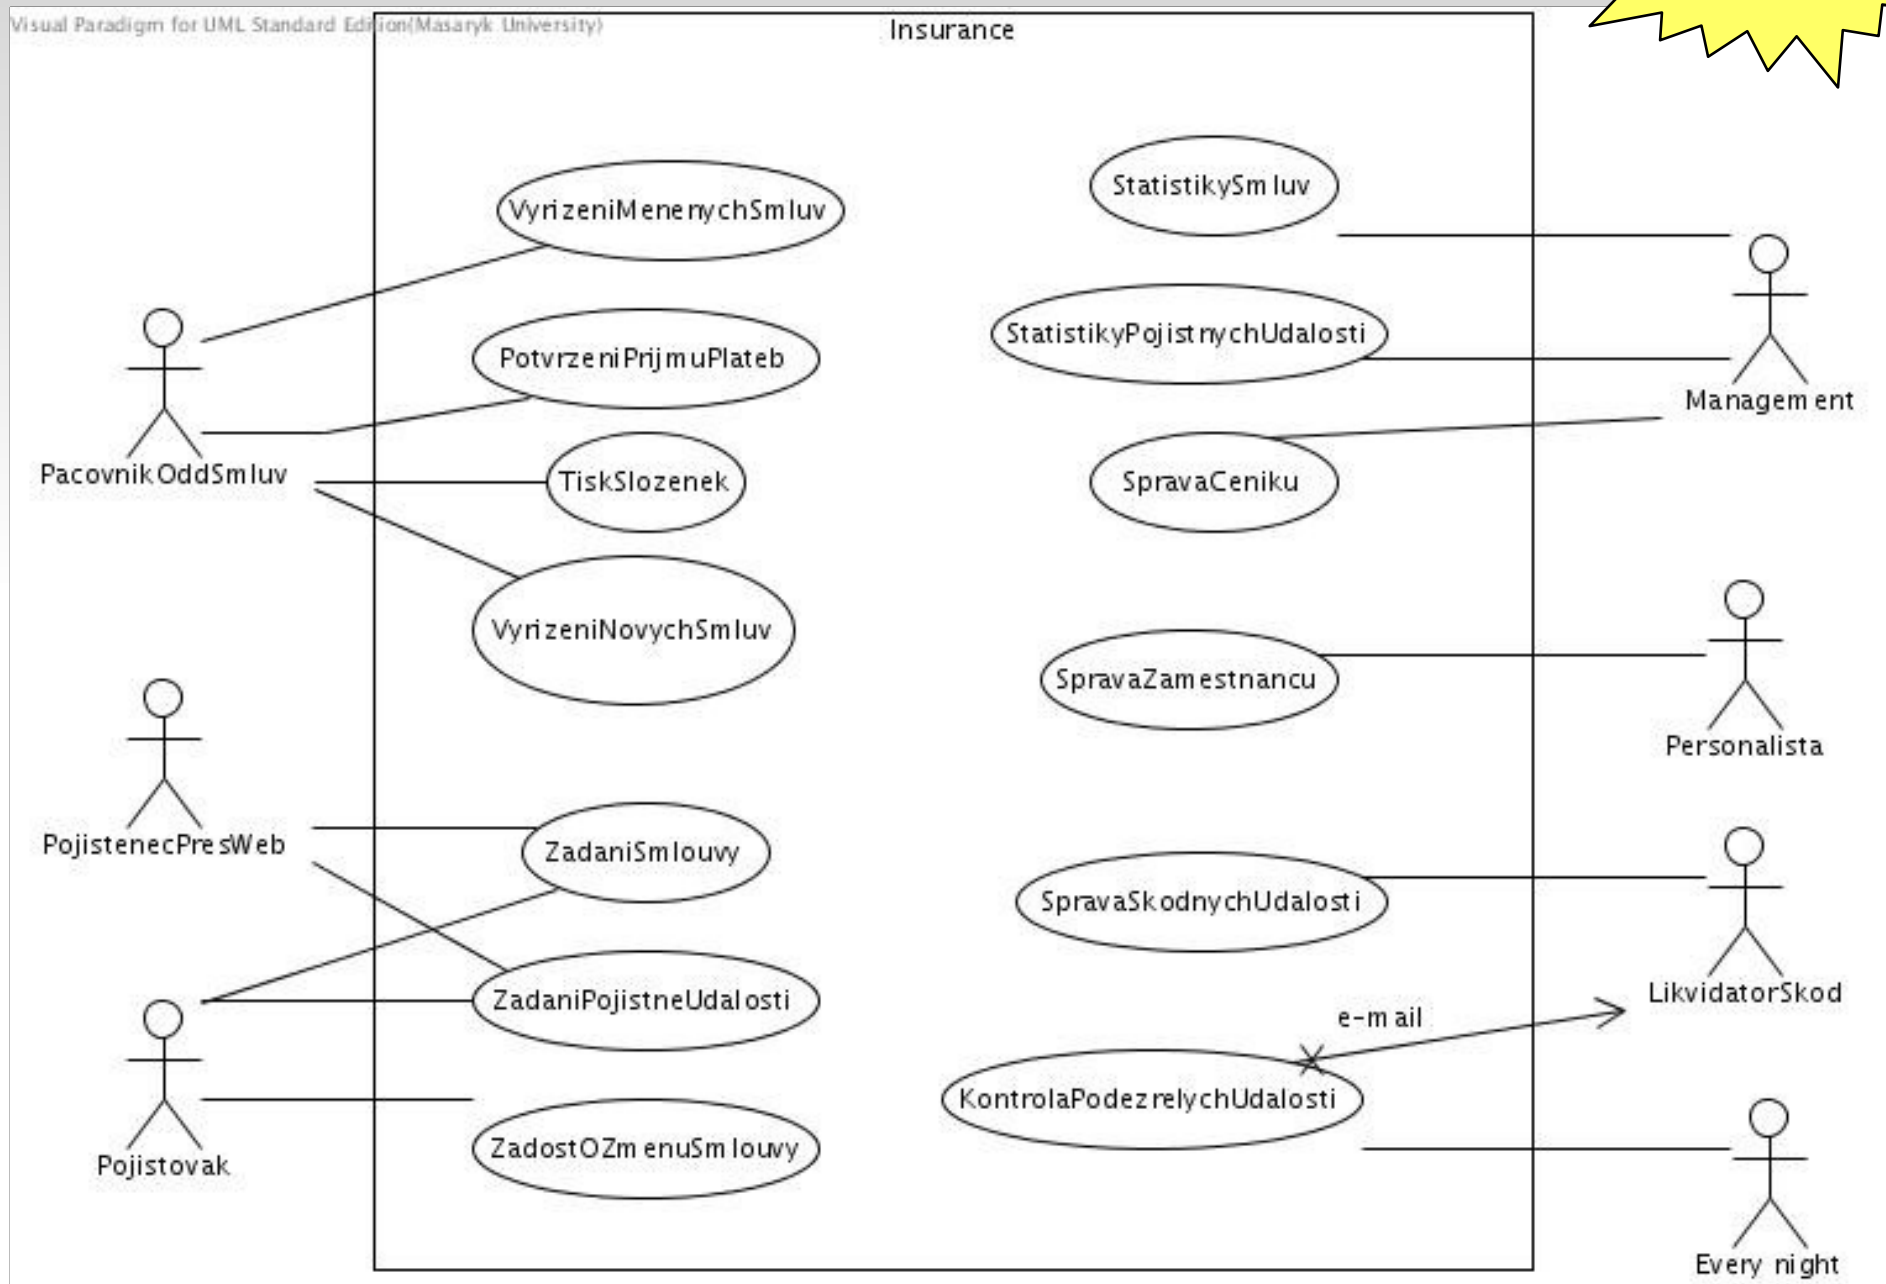 Visual Paradigm for UML Standard Edition(Masaryk University)
Insurance
VyrizeniMenenychSmluv
StatistikySmluv
PotvrzeniPrijmuPlateb
StatistikyPojistnychUdalosti
Management
PacovnikOddSmluv
TiskSlozenek
SpravaCeniku
VyrizeniNovychSmluv
SpravaZamestnancu
Personalista
PojistenecPresWeb
ZadaniSmlouvy
SpravaSkodnychUdalosti
LikvidatorSkod
ZadaniPojistneUdalosti
e-mail
KontrolaPodezrelychUdalosti
Pojistovak
ZadostOZmenuSmlouvy
Every night